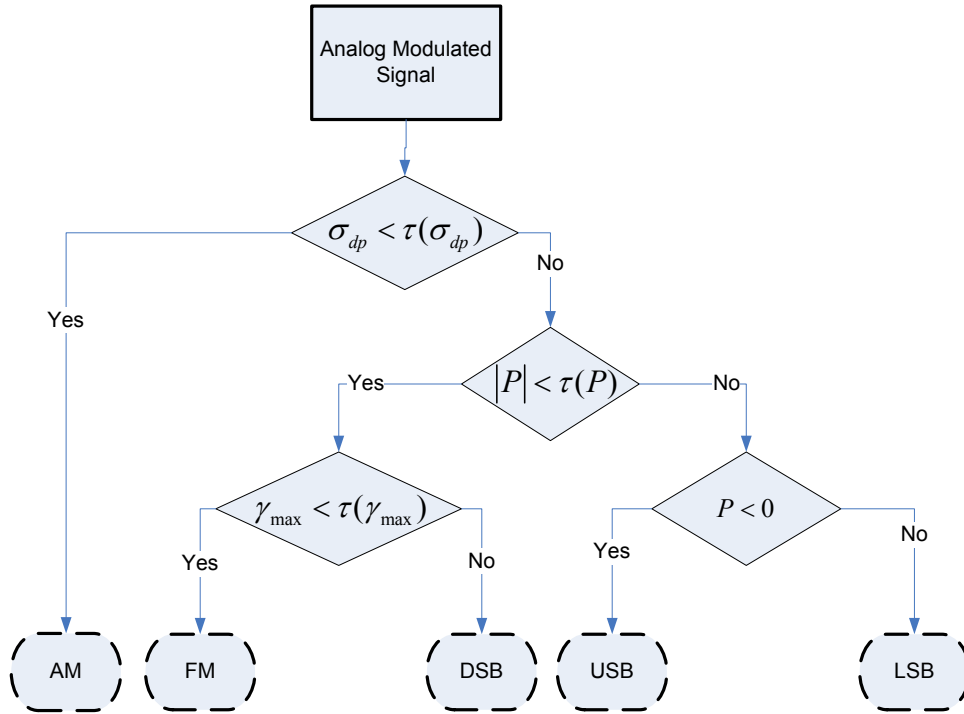 Analog Modulated
Signal
σ_dp < τ(σ_dp)
No
Yes
|P| < τ(P)
Yes
No
γ_max < τ(γ_max)
P < 0
Yes
No
Yes
No
AM
FM
DSB
USB
LSB